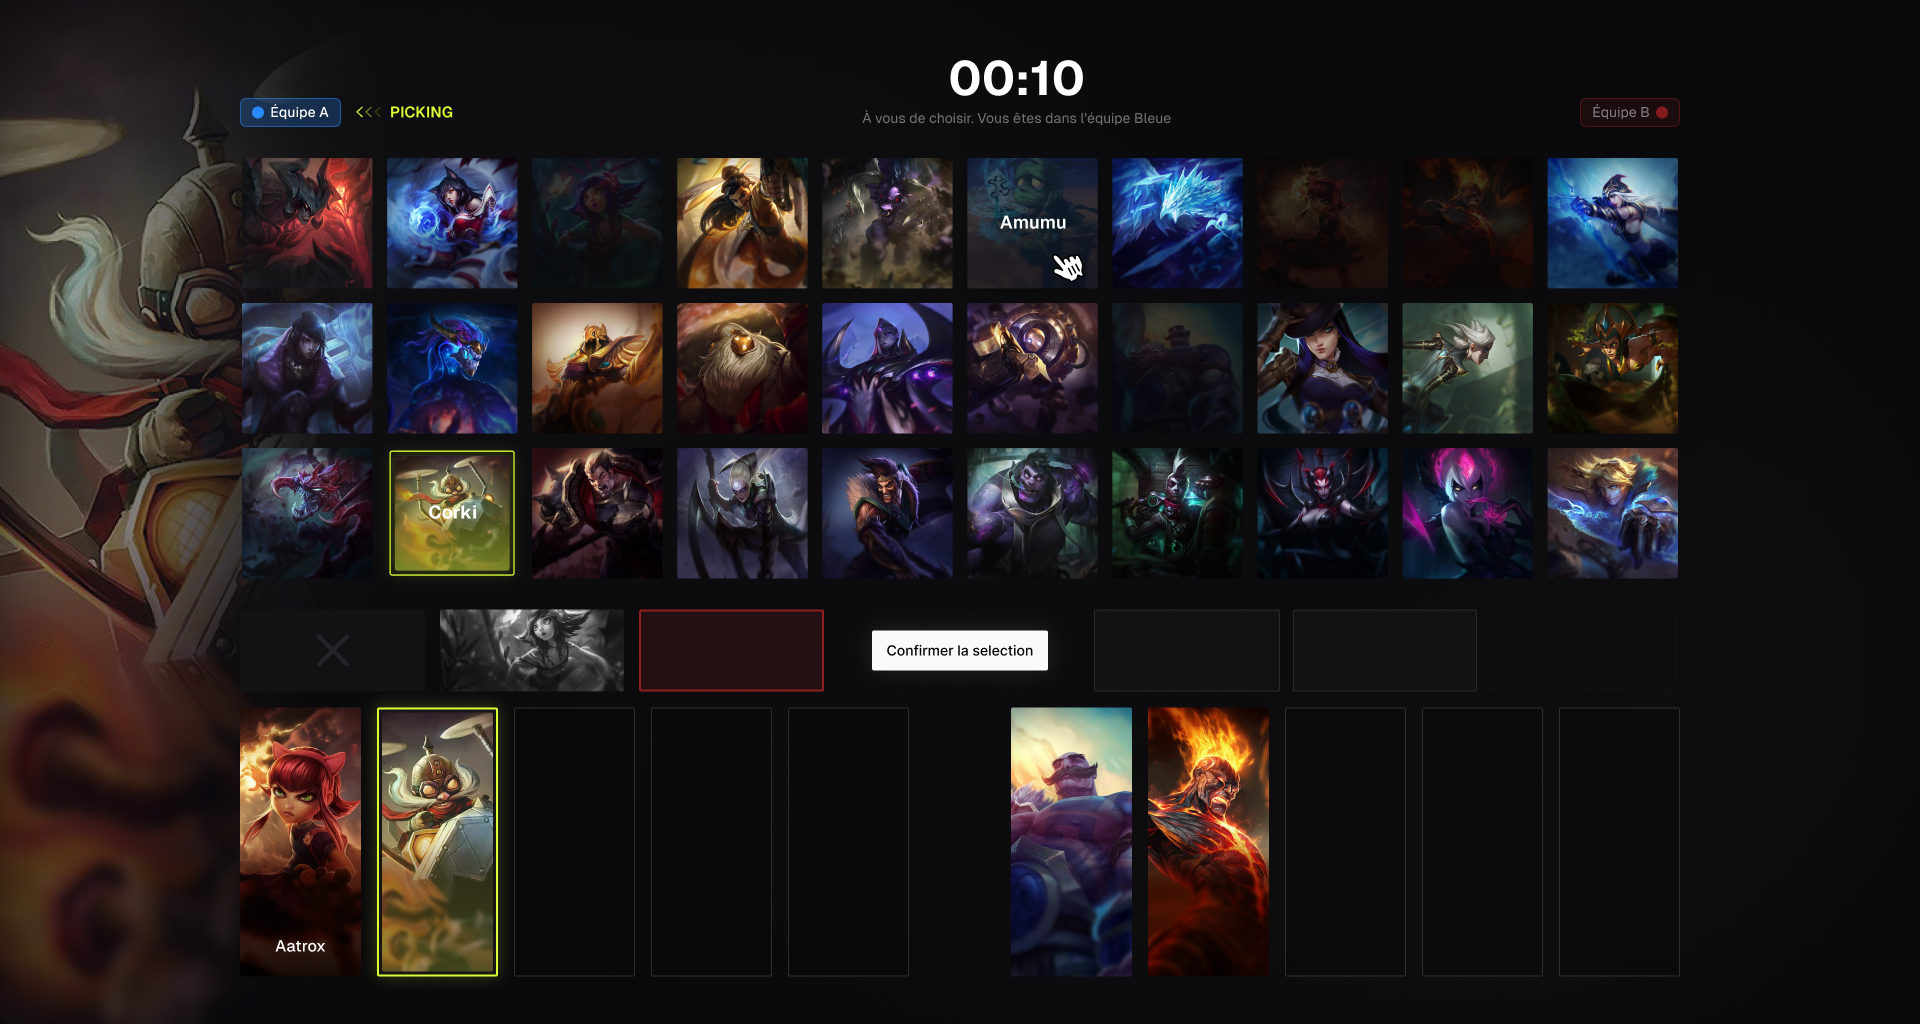 00:10
Équipe A
PICKING
À vous de choisir. Vous êtes dans l'équipe Bleue
Équipe B
Amumu
Corki
Confirmer la selection
Aatrox